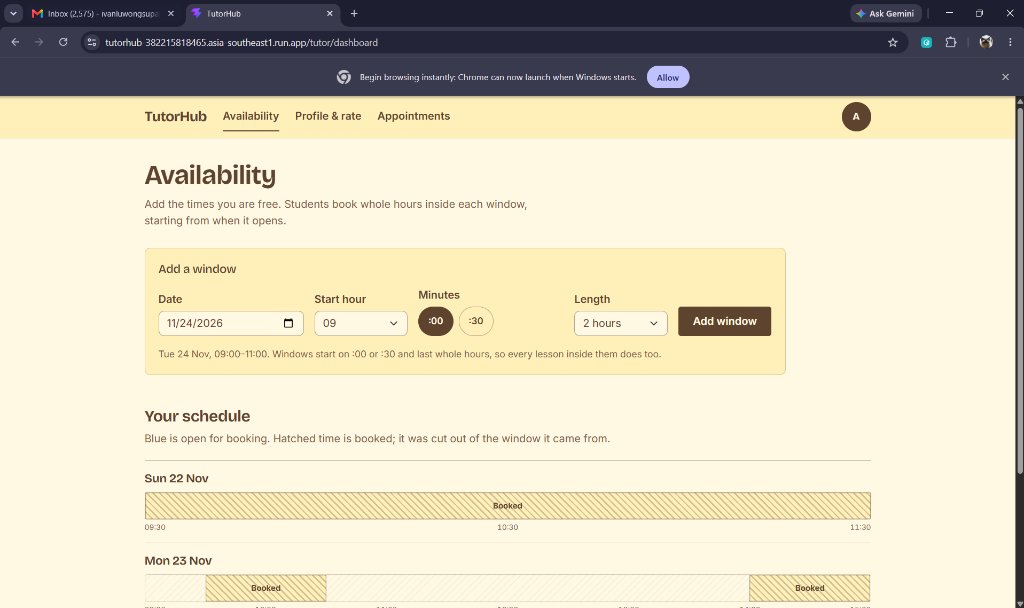 Inbox (2,575) - ivanluwongsupa
TutorHub
Ask Gemini
tutorhub-382215818465.asia-southeast1.run.app/tutor/dashboard
Begin browsing instantly: Chrome can now launch when Windows starts.
Allow
TutorHub
Availability
Profile & rate
Appointments
A
Availability
Add the times you are free. Students book whole hours inside each window,
starting from when it opens.
Add a window
Date
Start hour
Minutes
Length
11/24/2026
09
:00
:30
2 hours
Add window
Tue 24 Nov, 09:00–11:00. Windows start on :00 or :30 and last whole hours, so every lesson inside them does too.
Your schedule
Blue is open for booking. Hatched time is booked; it was cut out of the window it came from.
Sun 22 Nov
Booked
09:30
10:30
11:30
Mon 23 Nov
Booked
Booked